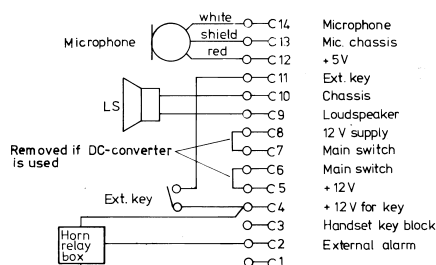 white C14 Microphone
Microphone shield C13 Mic. chassis
red C12 +5V
C11 Ext. key
C10 Chassis
LS C9 Loudspeaker
C8 12V supply
Removed if DC-converter C7 Main switch
is used
C6 Main switch
C5 +12V
Ext. key C4 +12V for key
C3 Handset key block
Horn C2 External alarm
relay
box C1